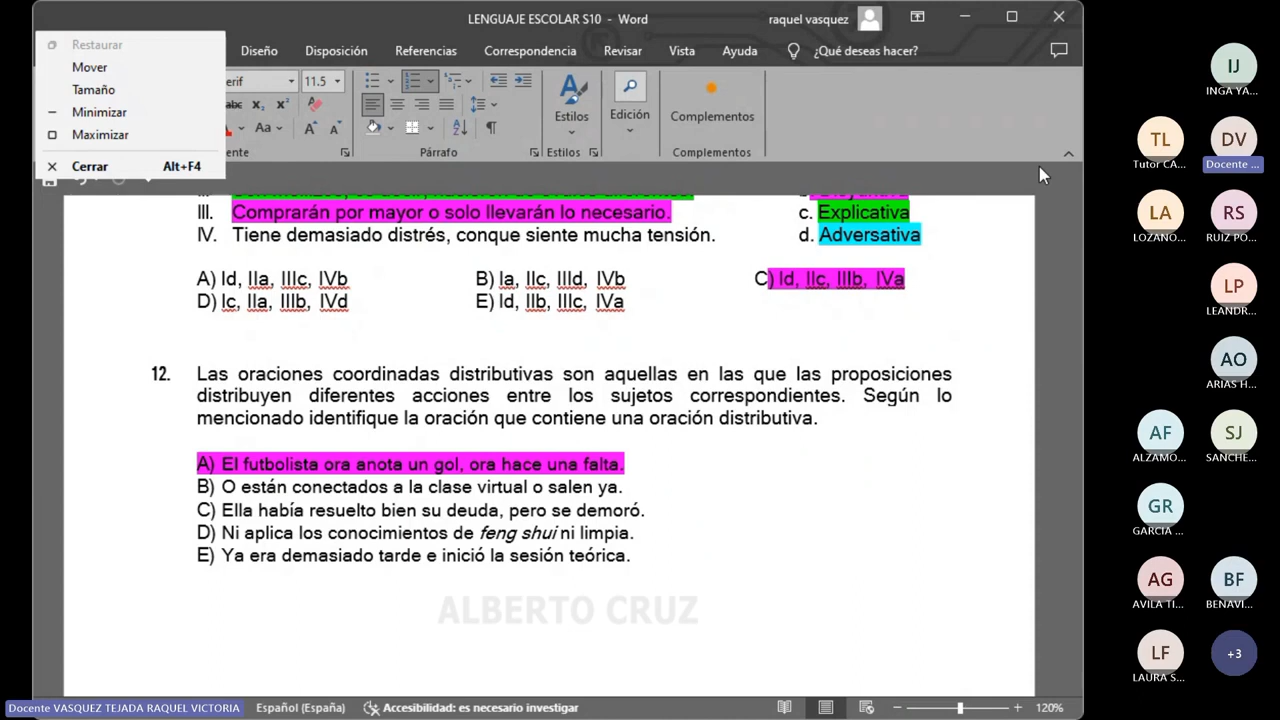 LENGUAJE ESCOLAR S10 - Word
raquel vasquez
Restaurar
Mover
Tamaño
Minimizar
Maximizar
Cerrar Alt+F4
Diseño Disposición Referencias Correspondencia Revisar Vista Ayuda ¿Qué deseas hacer?
erif 11.5
Aa
Estilos
Edición
Complementos
ente Párrafo Estilos Complementos
III. Comprarán por mayor o solo llevarán lo necesario. c. Explicativa
IV. Tiene demasiado distrés, conque siente mucha tensión. d. Adversativa
A) Id, IIa, IIIc, IVb B) Ia, IIc, IIId, IVb C) Id, IIc, IIIb, IVa
D) Ic, IIa, IIIb, IVd E) Id, IIb, IIIc, IVa
12. Las oraciones coordinadas distributivas son aquellas en las que las proposiciones
distribuyen diferentes acciones entre los sujetos correspondientes. Según lo
mencionado identifique la oración que contiene una oración distributiva.
A) El futbolista ora anota un gol, ora hace una falta.
B) O están conectados a la clase virtual o salen ya.
C) Ella había resuelto bien su deuda, pero se demoró.
D) Ni aplica los conocimientos de feng shui ni limpia.
E) Ya era demasiado tarde e inició la sesión teórica.
ALBERTO CRUZ
Docente VASQUEZ TEJADA RAQUEL VICTORIA
Español (España)
Accesibilidad: es necesario investigar
120%
IJ
INGA YA...
TL
Tutor CA...
DV
Docente ...
LA
LOZANO...
RS
RUIZ PO...
LP
LEANDR...
AO
ARIAS H...
AF
ALZAMO...
SJ
SANCHE...
GR
GARCIA ...
AG
AVILA TI...
BF
BENAVI...
LF
LAURA S...
+3